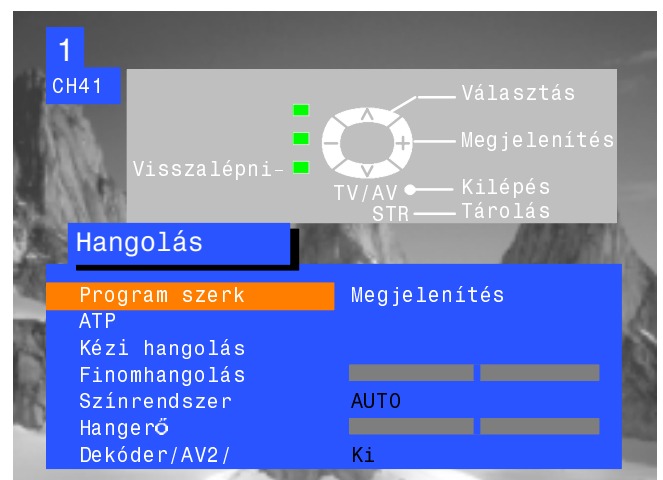 1
CH41
Választás
Megjelenítés
Visszalépni
TV/AV Kilépés
STR Tárolás
Hangolás
Program szerk Megjelenítés
ATP
Kézi hangolás
Finomhangolás
Színrendszer AUTO
Hangerő
Dekóder/AV2/ Ki